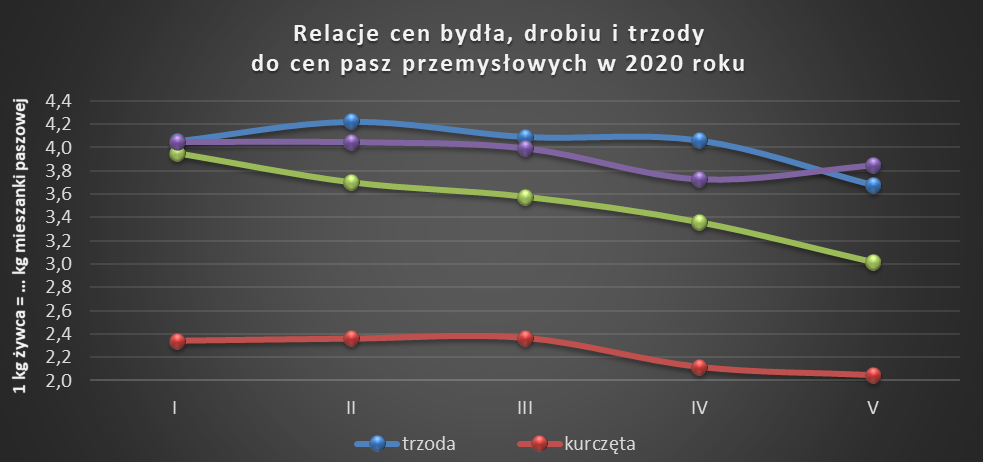 Relacje cen bydła, drobiu i trzody
do cen pasz przemysłowych w 2020 roku
1 kg żywca = ... kg mieszanki paszowej
4,4
4,2
4,0
3,8
3,6
3,4
3,2
3,0
2,8
2,6
2,4
2,2
2,0
I II III IV V
trzoda kurczęta